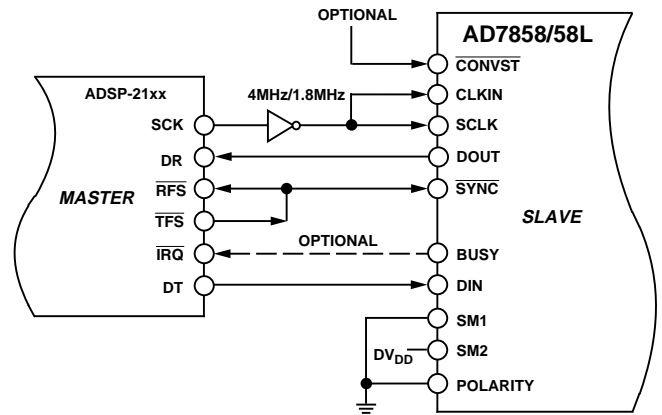 OPTIONAL
AD7858/58L
CONVST
ADSP-21xx
4MHz/1.8MHz
CLKIN
SCK
SCLK
DR
DOUT
RFS
SYNC
MASTER
SLAVE
TFS
OPTIONAL
IRQ
BUSY
DT
DIN
SM1
DVDD
SM2
POLARITY